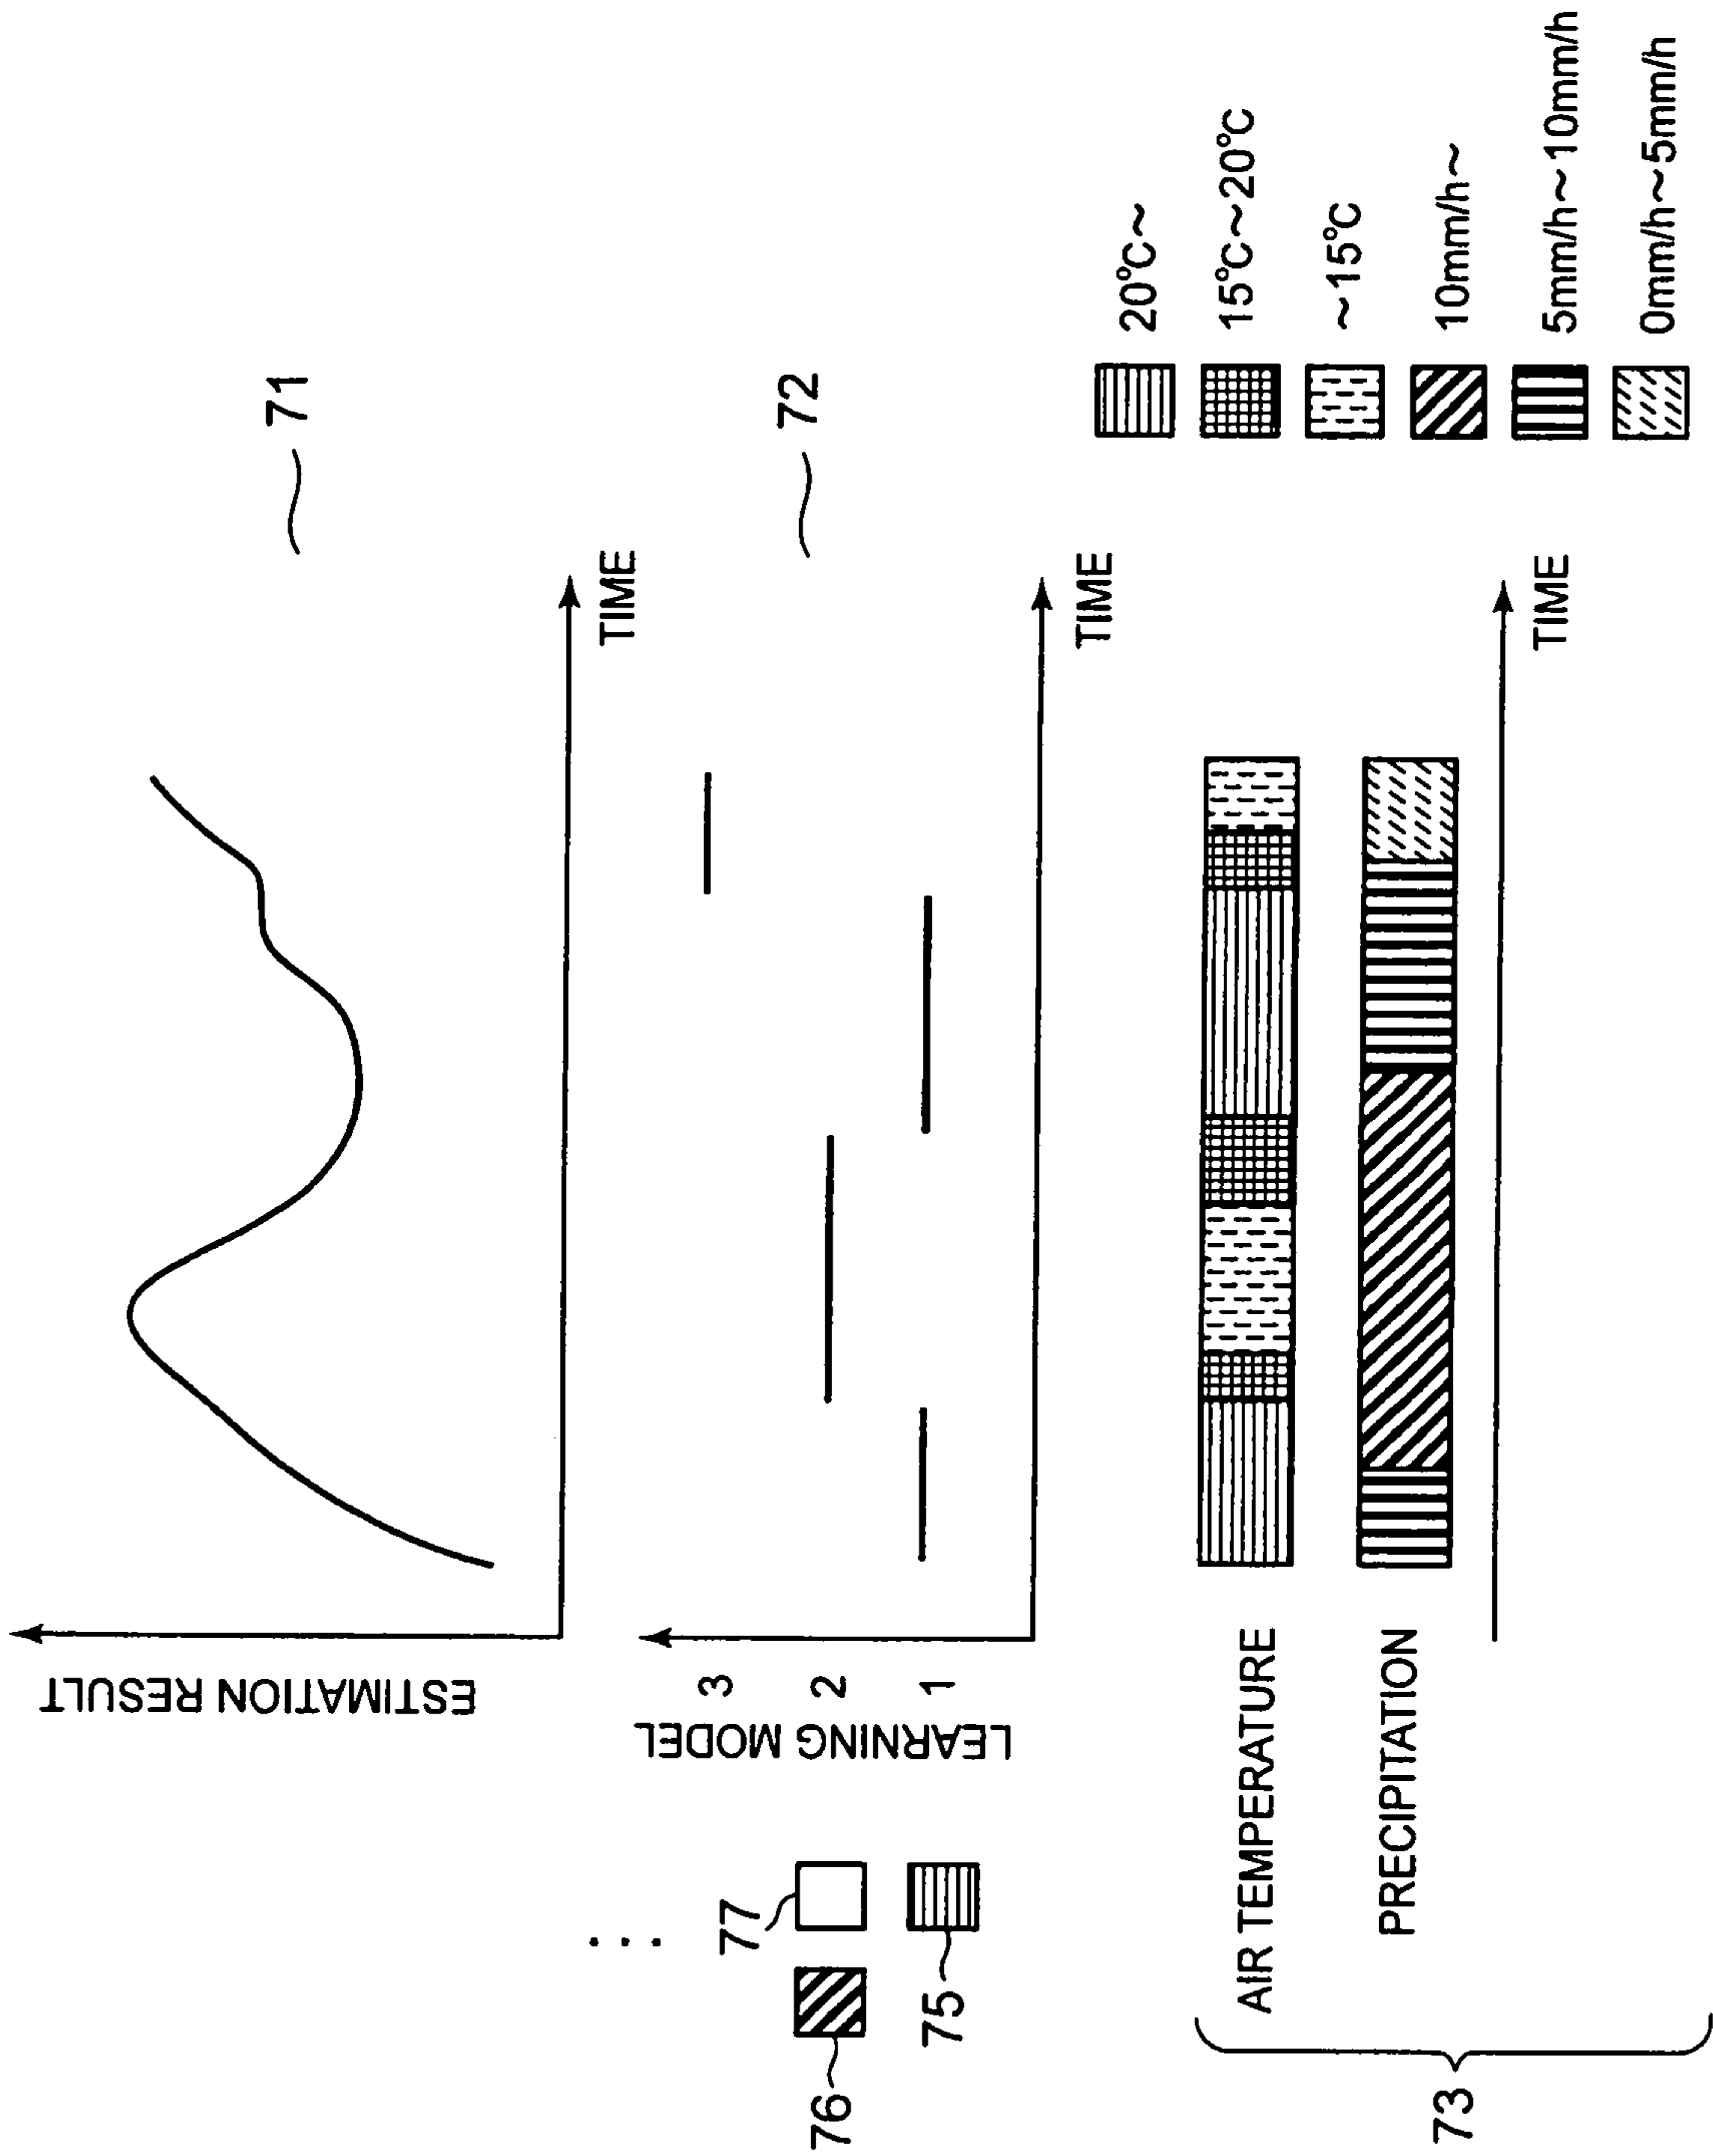 ESTIMATION RESULT
71
TIME
LEARNING MODEL
3
2
1
72
TIME
77
76
75
73
AIR TEMPERATURE
PRECIPITATION
TIME
20°C~
15°C~20°C
~15°C
10mm/h~
5mm/h~10mm/h
0mm/h~5mm/h